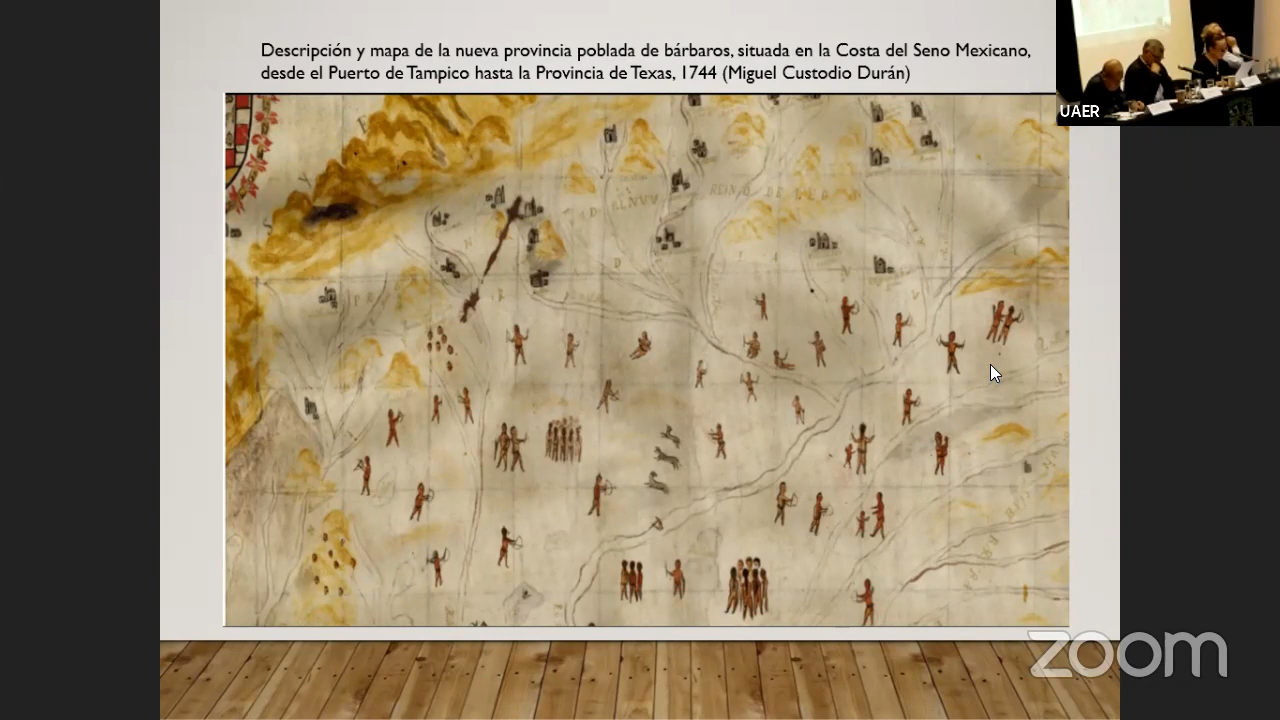 Descripción y mapa de la nueva provincia poblada de bárbaros, situada en la Costa del Seno Mexicano,
desde el Puerto de Tampico hasta la Provincia de Texas, 1744 (Miguel Custodio Durán)
UAER
zoom